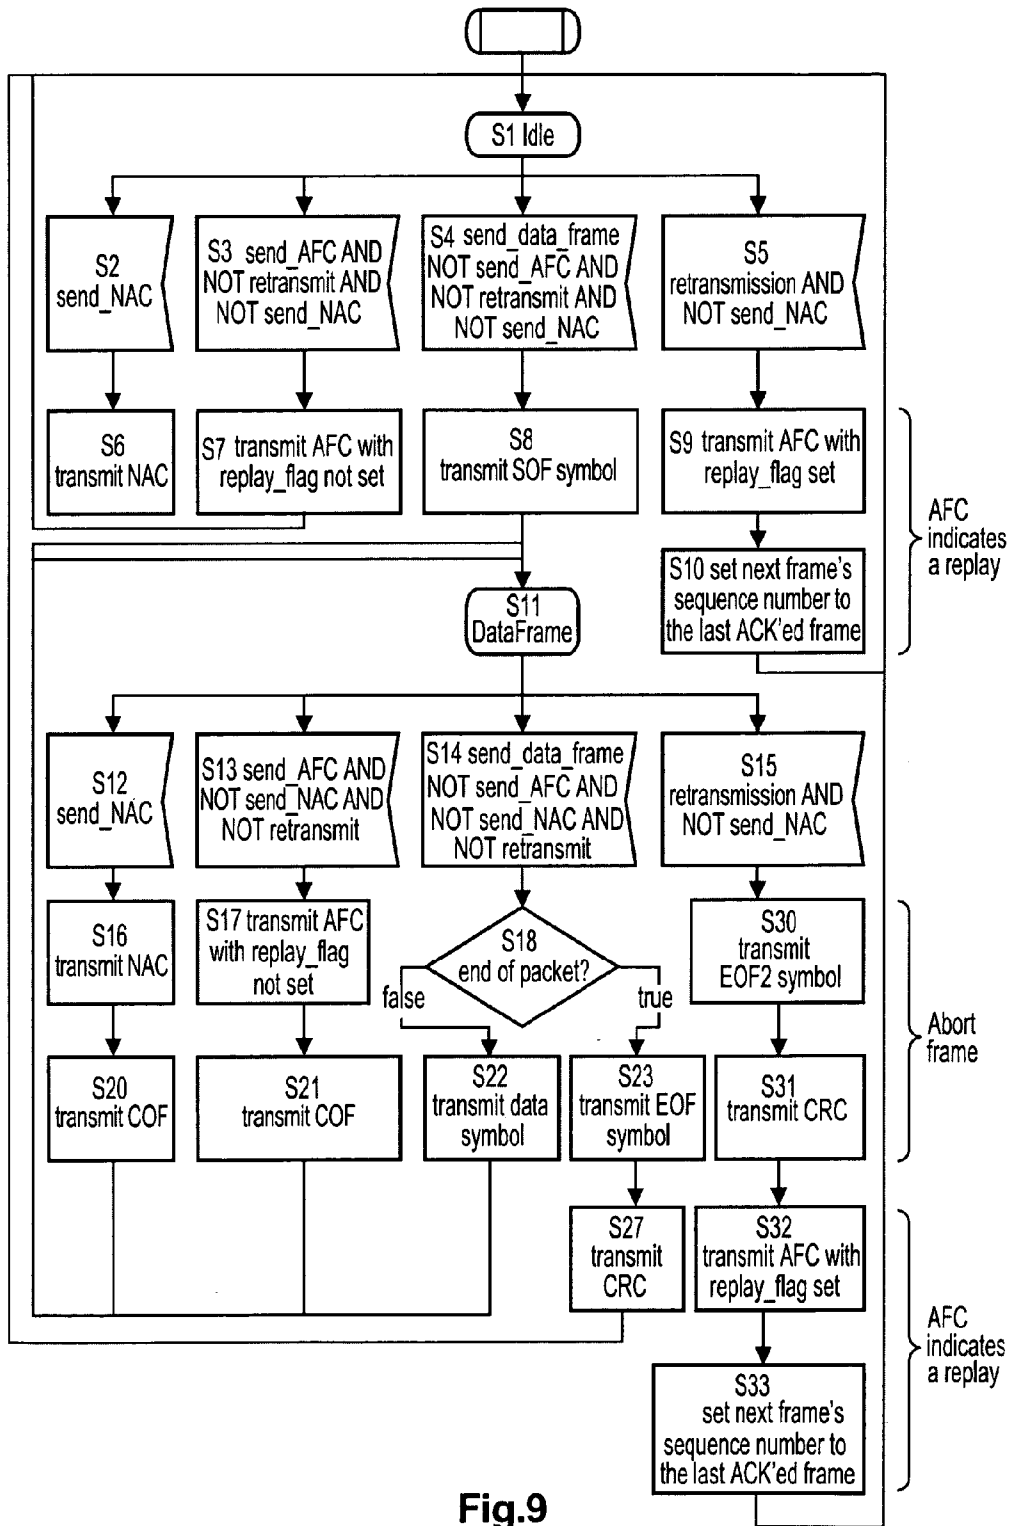 S1 Idle
S2
send_NAC
S3 send_AFC AND
NOT retransmit AND
NOT send_NAC
S4 send_data_frame
NOT send_AFC AND
NOT retransmit AND
NOT send_NAC
S5
retransmission AND
NOT send_NAC
S6
transmit NAC
S7 transmit AFC with
replay_flag not set
S8
transmit SOF symbol
S9 transmit AFC with
replay_flag set
S10 set next frame's
sequence number to
the last ACK'ed frame
AFC
indicates
a replay
S11
DataFrame
S12
send_NAC
S13 send_AFC AND
NOT send_NAC AND
NOT retransmit
S14 send_data_frame
NOT send_AFC AND
NOT send_NAC AND
NOT retransmit
S15
retransmission AND
NOT send_NAC
S16
transmit NAC
S17 transmit AFC
with replay_flag
not set
S18
end of packet?
false
true
S30
transmit
EOF2 symbol
S20
transmit COF
S21
transmit COF
S22
transmit data
symbol
S23
transmit EOF
symbol
S31
transmit CRC
Abort
frame
S27
transmit
CRC
S32
transmit AFC with
replay_flag set
S33
set next frame's
sequence number to
the last ACK'ed frame
AFC
indicates
a replay
Fig.9